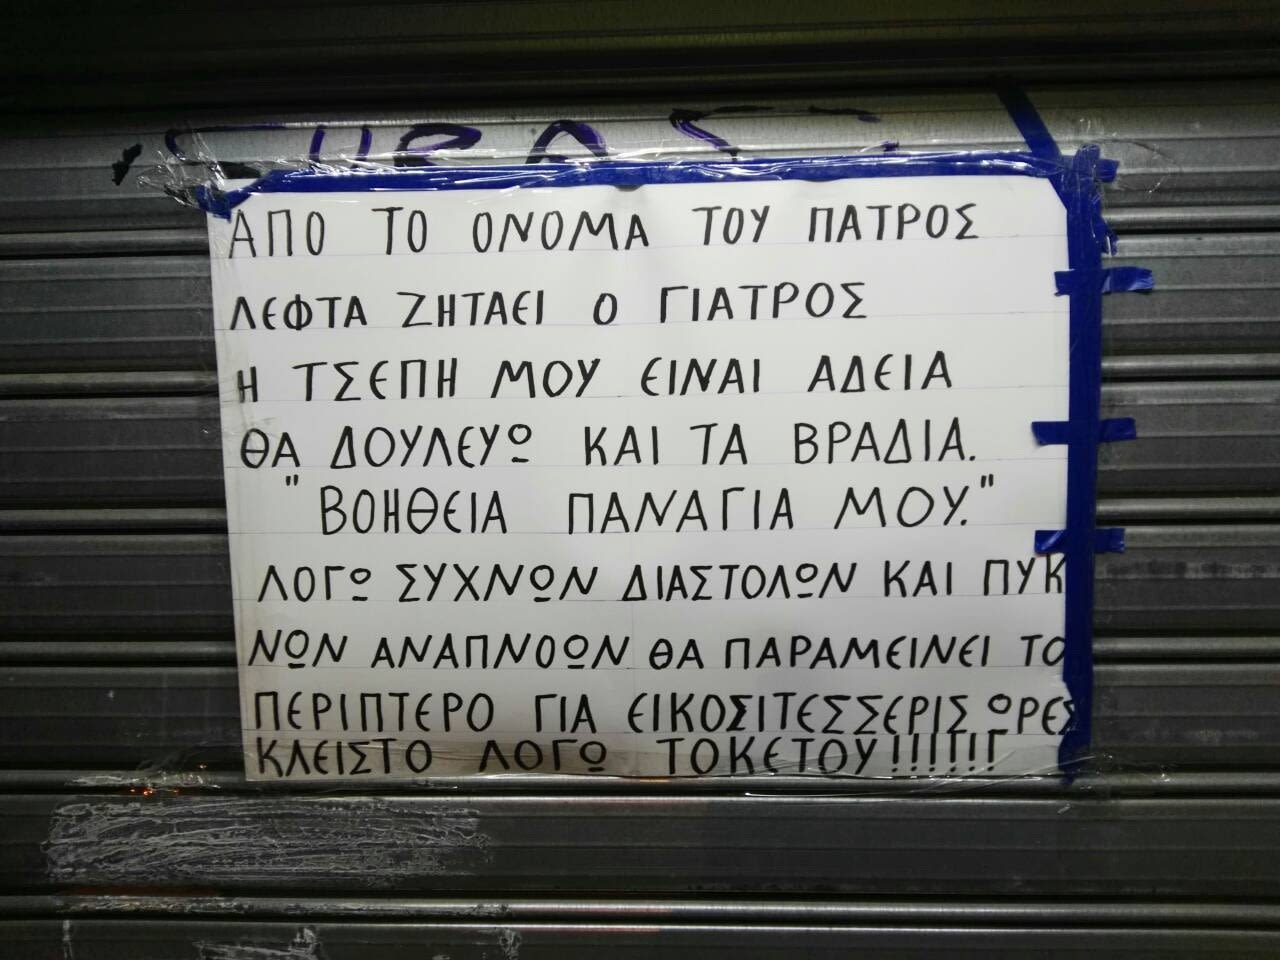 ΑΠΟ ΤΟ ΟΝΟΜΑ ΤΟΥ ΠΑΤΡΟΣ
ΛΕΦΤΑ ΖΗΤΑΕΙ Ο ΓΙΑΤΡΟΣ
Η ΤΣΕΠΗ ΜΟΥ ΕΙΝΑΙ ΑΔΕΙΑ
ΘΑ ΔΟΥΛΕΥΩ ΚΑΙ ΤΑ ΒΡΑΔΙΑ.
"ΒΟΗΘΕΙΑ ΠΑΝΑΓΙΑ ΜΟΥ."
ΛΟΓΩ ΣΥΧΝΩΝ ΔΙΑΣΤΟΛΩΝ ΚΑΙ ΠΥΚ
ΝΩΝ ΑΝΑΠΝΟΩΝ ΘΑ ΠΑΡΑΜΕΙΝΕΙ ΤΟ
ΠΕΡΙΠΤΕΡΟ ΓΙΑ ΕΙΚΟΣΙΤΕΣΣΕΡΙΣ ΩΡΕΣ
ΚΛΕΙΣΤΟ ΛΟΓΩ ΤΟΚΕΤΟΥ!!!!!!